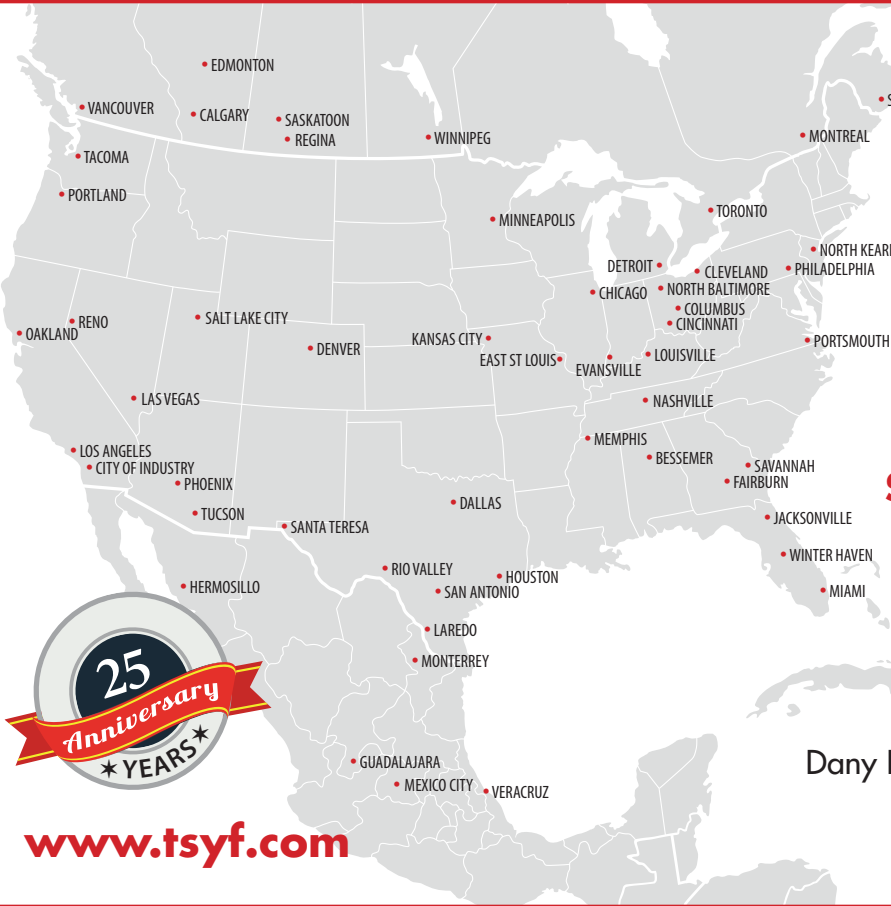 EDMONTON
VANCOUVER
CALGARY
SASKATOON
REGINA
WINNIPEG
MONTREAL
TACOMA
PORTLAND
MINNEAPOLIS
TORONTO
NORTH
DETROIT
CLEVELAND
PHILADELPHIA
CHICAGO
NORTH BALTIMORE
COLUMBUS
CINCINNATI
RENO
OAKLAND
SALT LAKE CITY
DENVER
KANSAS CITY
EAST ST LOUIS
EVANSVILLE
LOUISVILLE
PORTSMOUTH
LAS VEGAS
NASHVILLE
MEMPHIS
BESSEMER
LOS ANGELES
CITY OF INDUSTRY
PHOENIX
SAVANNAH
FAIRBURN
TUCSON
SANTA TERESA
DALLAS
JACKSONVILLE
WINTER HAVEN
RIO VALLEY
HOUSTON
SAN ANTONIO
MIAMI
HERMOSILLO
LAREDO
MONTERREY
25
Anniversary
YEARS
GUADALAJARA
MEXICO CITY
VERACRUZ
Dany
www.tsyf.com